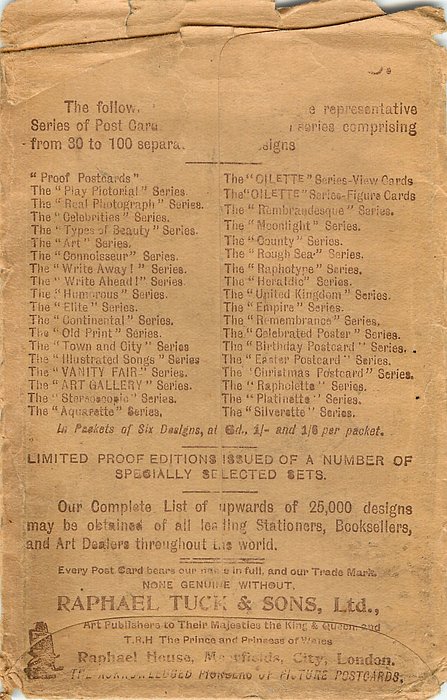 The follow. e representative
Series of Post Card series comprising
from 30 to 100 separa. signs
"Proof Postcards"
The "Play Pictorial" Series.
The "Real Photograph" Series.
The "Celebrities" Series.
The "Types of Beauty" Series.
The "Art" Series.
The "Connoisseur" Series.
The "Write Away!" Series.
The "Write Ahead!" Series.
The "Humorous" Series.
The "Elite" Series.
The "Continental" Series.
The "Old Print" Series.
The "Town and City" Series
The "Illustrated Songs" Series
The "VANITY FAIR" Series.
The "ART GALLERY" Series.
The "Stereoscopic" Series.
The "Aquarette" Series,
The "OILETTE" Series-View Cards
The "OILETTE" Series-Figure Cards
The "Rembrandesque" Series.
The "Moonlight" Series.
The "County" Series.
The "Rough Sea" Series.
The "Raphotype" Series.
The "Heraldic" Series.
The "United Kingdom" Series.
The "Empire" Series.
The "Remembrance" Series.
The "Celebrated Poster" Series.
The "Birthday Postcard" Series.
The "Easter Postcard" Series.
The "Christmas Postcard" Series.
The "Raphelette" Series.
The "Platinette" Series.
The "Silverette" Series.
In Packets of Six Designs, at 6d., 1/- and 1/6 per packet.
LIMITED PROOF EDITIONS ISSUED OF A NUMBER OF
SPECIALLY SELECTED SETS.
Our Complete List of upwards of 25,000 designs
may be obtained of all leading Stationers, Booksellers,
and Art Dealers throughout the world.
Every Post Card bears our name in full, and our Trade Mark.
NONE GENUINE WITHOUT.
RAPHAEL TUCK & SONS, Ltd.,
Art Publishers to Their Majesties the King & Queen and
T.R.H The Prince and Princess of Wales
Raphael House, Moorfields, City, London.
THE ACKNOWLEDGED PIONEERS OF PICTURE POSTCARDS.